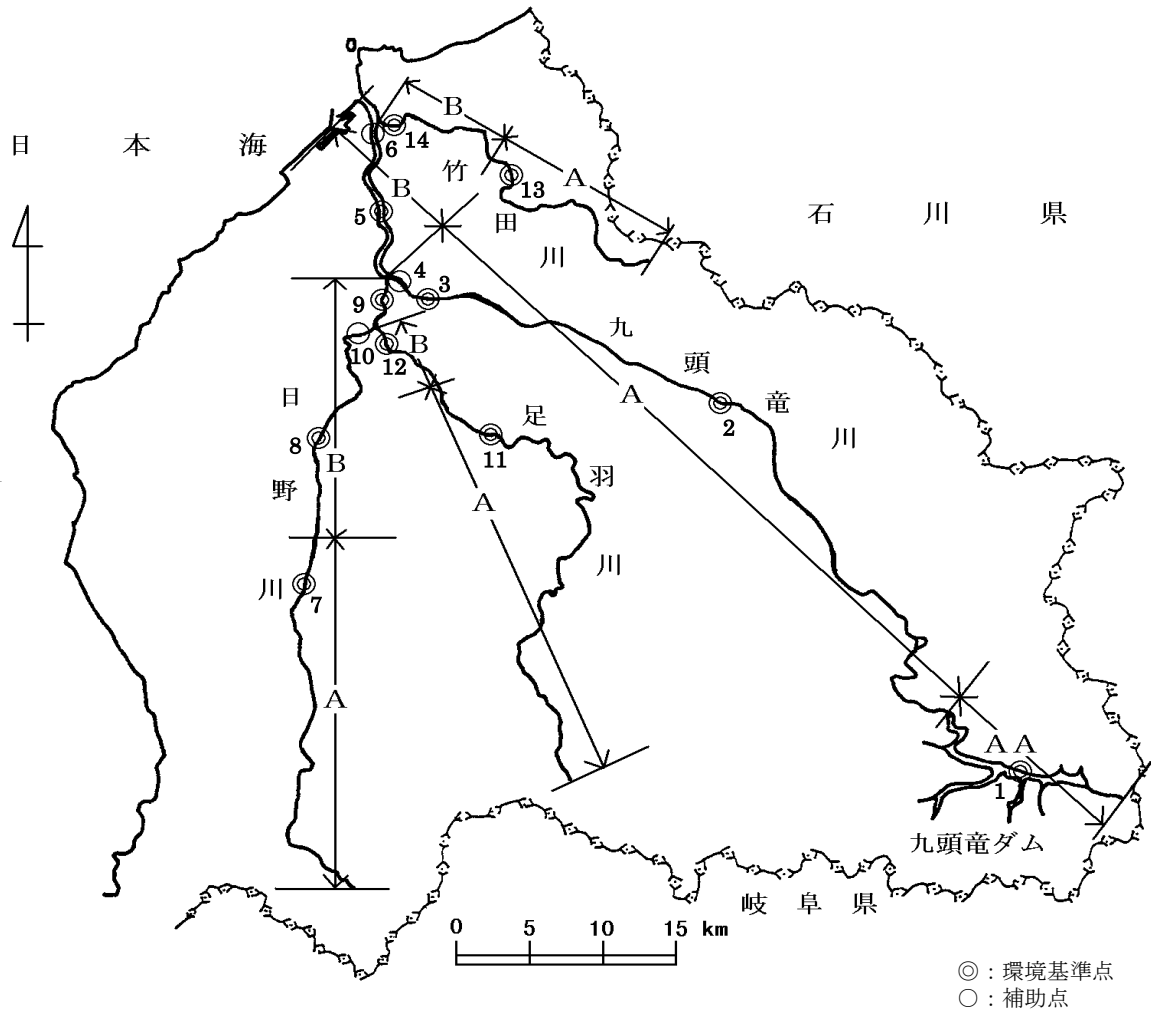 日本海
石川県
岐阜県
竹田川
九頭竜川
日野川
足羽川
九頭竜ダム
B
A
B
A
B
A
B
A
AA
1
2
3
4
5
6
7
8
9
10
11
12
13
14
0 5 10 15 km
◎：環境基準点
○：補助点